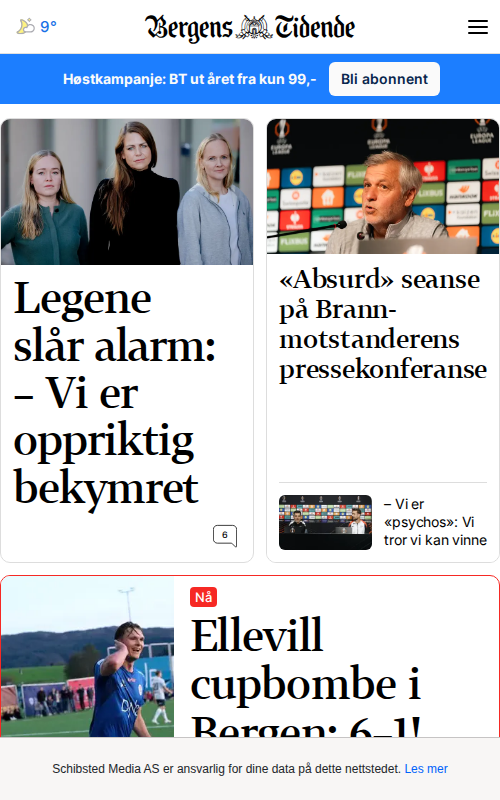 9°
Bergens Tidende
Høstkampanje: BT ut året fra kun 99,-
Bli abonnent
Legene
slår alarm:
– Vi er
oppriktig
bekymret
6
«Absurd» seanse
på Brann-
motstanderens
pressekonferanse
– Vi er
«psychos»: Vi
tror vi kan vinne
Nå
Ellevill
cupbombe i
Bergen: 6–1!
Schibsted Media AS er ansvarlig for dine data på dette nettstedet. Les mer